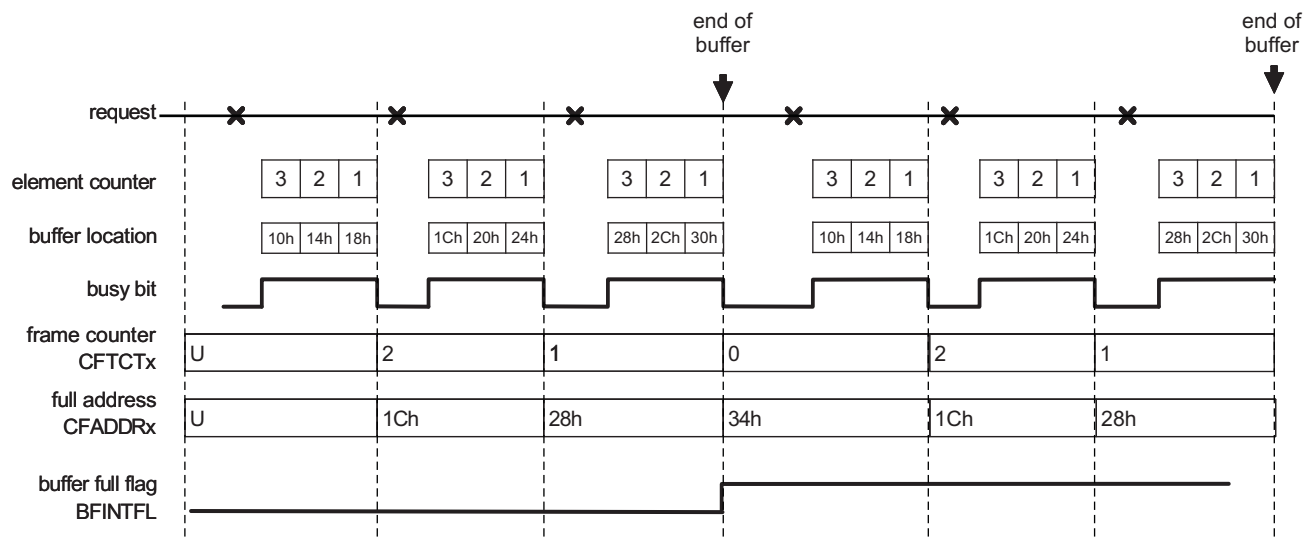 end of
buffer
end of
buffer
request
element counter
3 2 1 3 2 1 3 2 1 3 2 1 3 2 1 3 2 1
buffer location
10h 14h 18h 1Ch 20h 24h 28h 2Ch 30h 10h 14h 18h 1Ch 20h 24h 28h 2Ch 30h
busy bit
frame counter
CFTCTx
U 2 1 0 2 1
full address
CFADDRx
U 1Ch 28h 34h 1Ch 28h
buffer full flag
BFINTFL